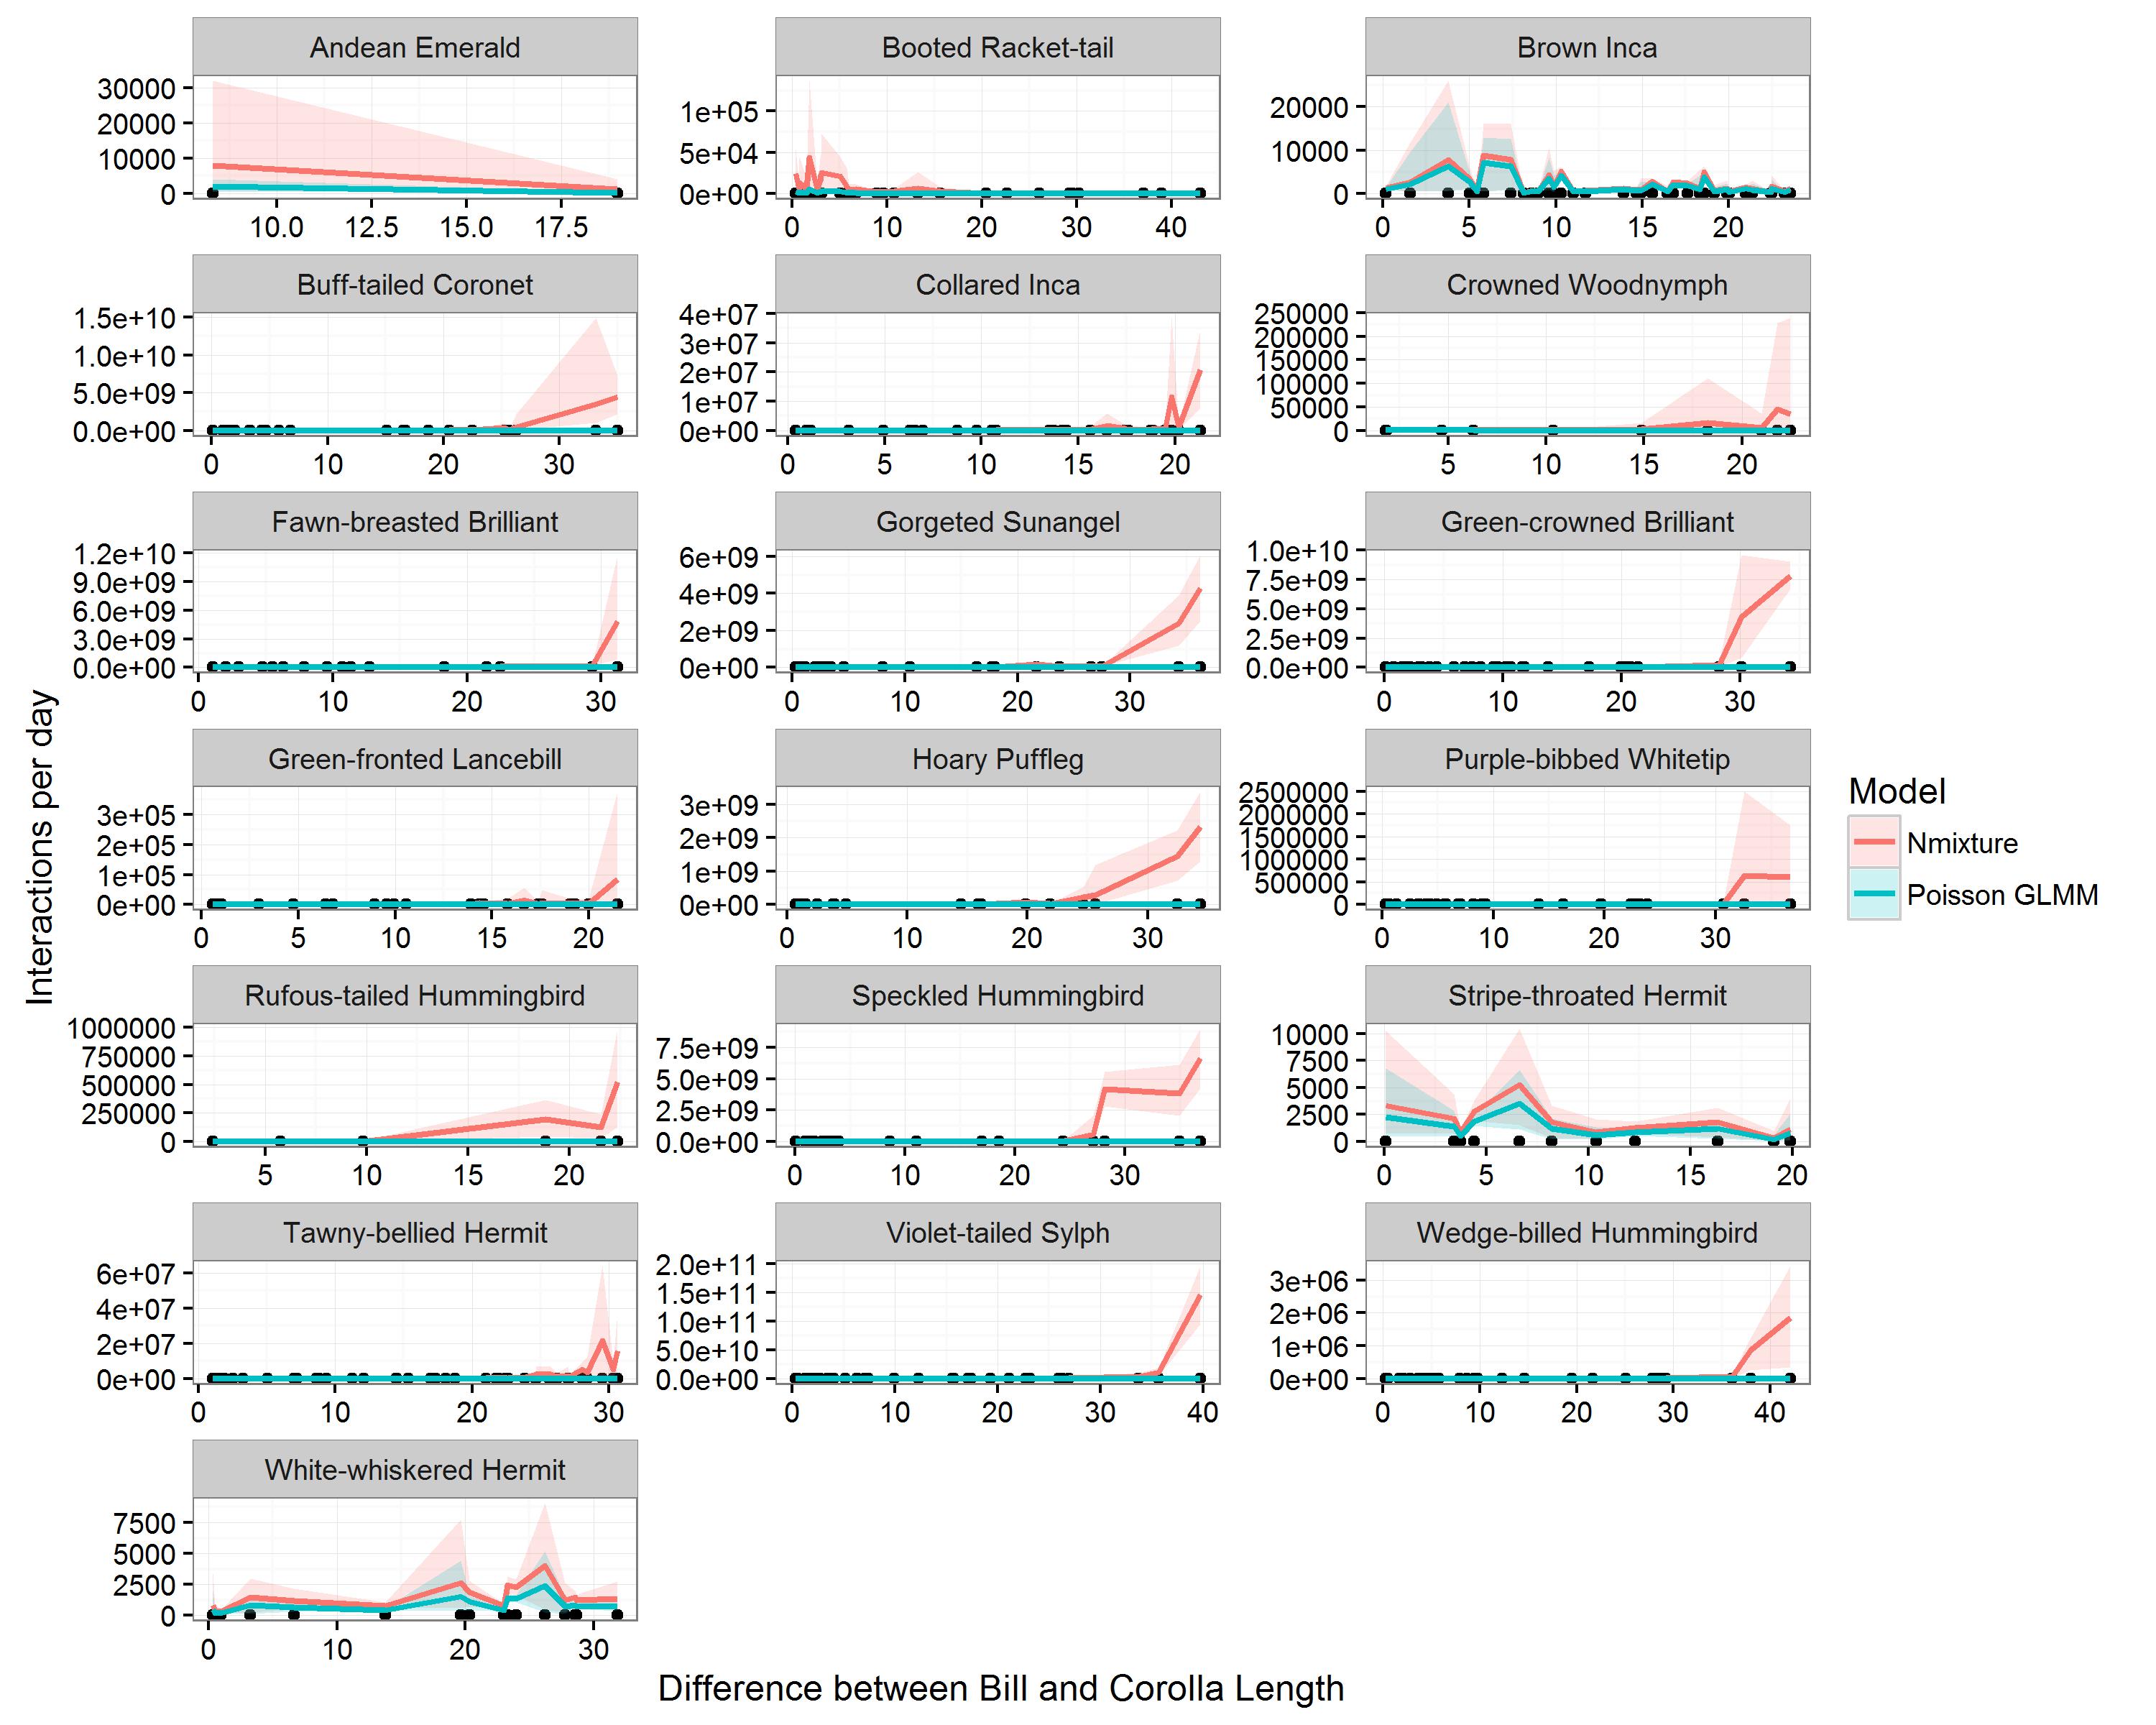 Andean Emerald
Booted Racket-tail
Brown Inca
30000
20000
10000
0
10.0 12.5 15.0 17.5
1e+05
5e+04
0e+00
0 10 20 30 40
20000
10000
0
0 5 10 15 20
Buff-tailed Coronet
Collared Inca
Crowned Woodnymph
1.5e+10
1.0e+10
5.0e+09
0.0e+00
0 10 20 30
4e+07
3e+07
2e+07
1e+07
0e+00
0 5 10 15 20
250000
200000
150000
100000
50000
0
5 10 15 20
Fawn-breasted Brilliant
Gorgeted Sunangel
Green-crowned Brilliant
1.2e+10
9.0e+09
6.0e+09
3.0e+09
0.0e+00
0 10 20 30
6e+09
4e+09
2e+09
0e+00
0 10 20 30
1.0e+10
7.5e+09
5.0e+09
2.5e+09
0.0e+00
0 10 20 30
Green-fronted Lancebill
Hoary Puffleg
Purple-bibbed Whitetip
3e+05
2e+05
1e+05
0e+00
0 5 10 15 20
3e+09
2e+09
1e+09
0e+00
0 10 20 30
2500000
2000000
1500000
1000000
500000
0
0 10 20 30
Rufous-tailed Hummingbird
Speckled Hummingbird
Stripe-throated Hermit
1000000
750000
500000
250000
0
5 10 15 20
7.5e+09
5.0e+09
2.5e+09
0.0e+00
0 10 20 30
10000
7500
5000
2500
0
0 5 10 15 20
Tawny-bellied Hermit
Violet-tailed Sylph
Wedge-billed Hummingbird
6e+07
4e+07
2e+07
0e+00
0 10 20 30
2.0e+11
1.5e+11
1.0e+11
5.0e+10
0.0e+00
0 10 20 30 40
3e+06
2e+06
1e+06
0e+00
0 10 20 30 40
White-whiskered Hermit
7500
5000
2500
0
0 10 20 30
Interactions per day
Difference between Bill and Corolla Length
Model
Nmixture
Poisson GLMM